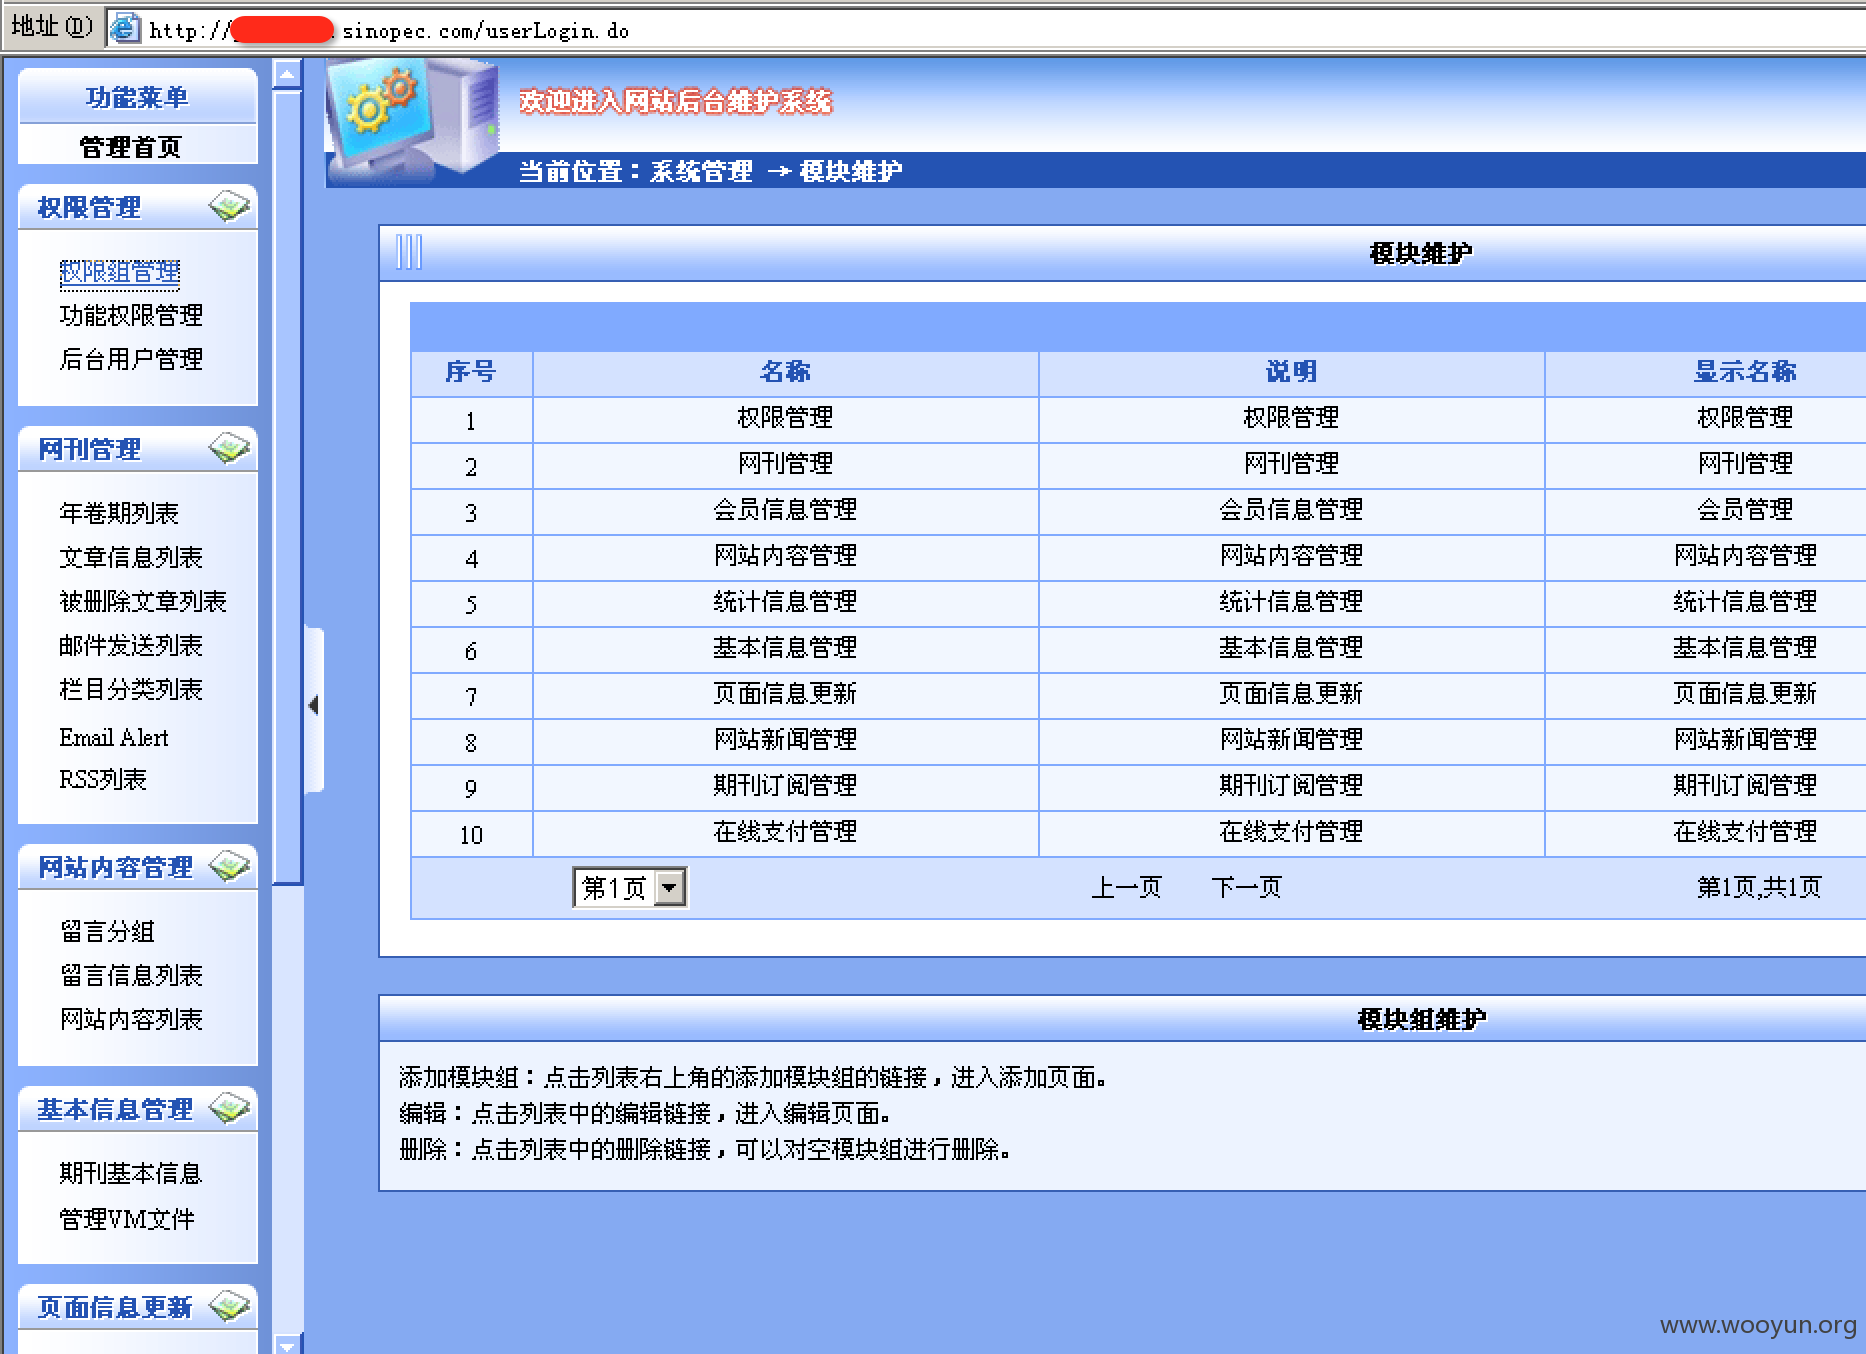 地址(D)
http:// .sinopec.com/userLogin.do
功能菜单
管理首页
权限管理
权限组管理
功能权限管理
后台用户管理
网刊管理
年卷期列表
文章信息列表
被删除文章列表
邮件发送列表
栏目分类列表
Email Alert
RSS列表
网站内容管理
留言分组
留言信息列表
网站内容列表
基本信息管理
期刊基本信息
管理VM文件
页面信息更新
欢迎进入网站后台维护系统
当前位置：系统管理 → 模块维护
模块维护
序号 名称 说明 显示名称
1 权限管理 权限管理 权限管理
2 网刊管理 网刊管理 网刊管理
3 会员信息管理 会员信息管理 会员管理
4 网站内容管理 网站内容管理 网站内容管理
5 统计信息管理 统计信息管理 统计信息管理
6 基本信息管理 基本信息管理 基本信息管理
7 页面信息更新 页面信息更新 页面信息更新
8 网站新闻管理 网站新闻管理 网站新闻管理
9 期刊订阅管理 期刊订阅管理 期刊订阅管理
10 在线支付管理 在线支付管理 在线支付管理
第1页 上一页 下一页 第1页,共1页
模块组维护
添加模块组：点击列表右上角的添加模块组的链接，进入添加页面。
编辑：点击列表中的编辑链接，进入编辑页面。
删除：点击列表中的删除链接，可以对空模块组进行删除。
www.wooyun.org